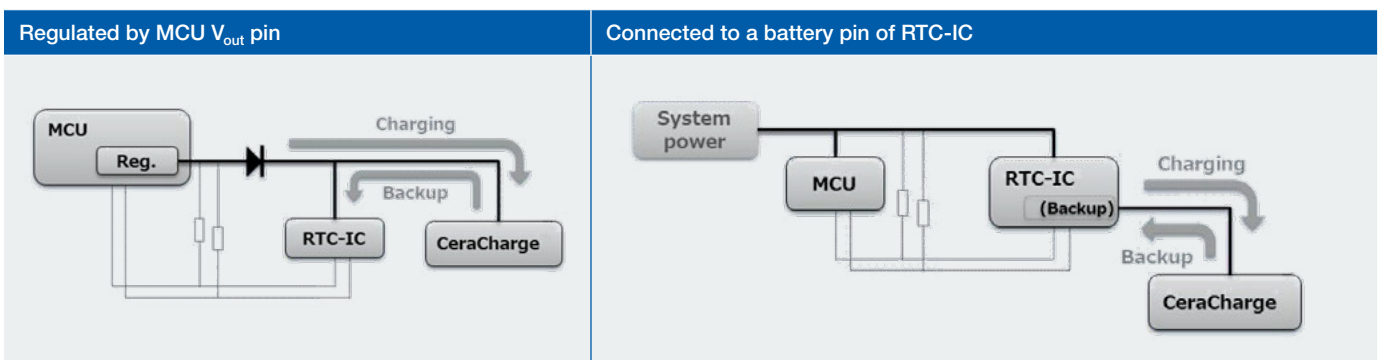 Regulated by MCU Vout pin
MCU
Reg.
Charging
Backup
RTC-IC
CeraCharge
Connected to a battery pin of RTC-IC
System
power
MCU
RTC-IC
(Backup)
Charging
Backup
CeraCharge